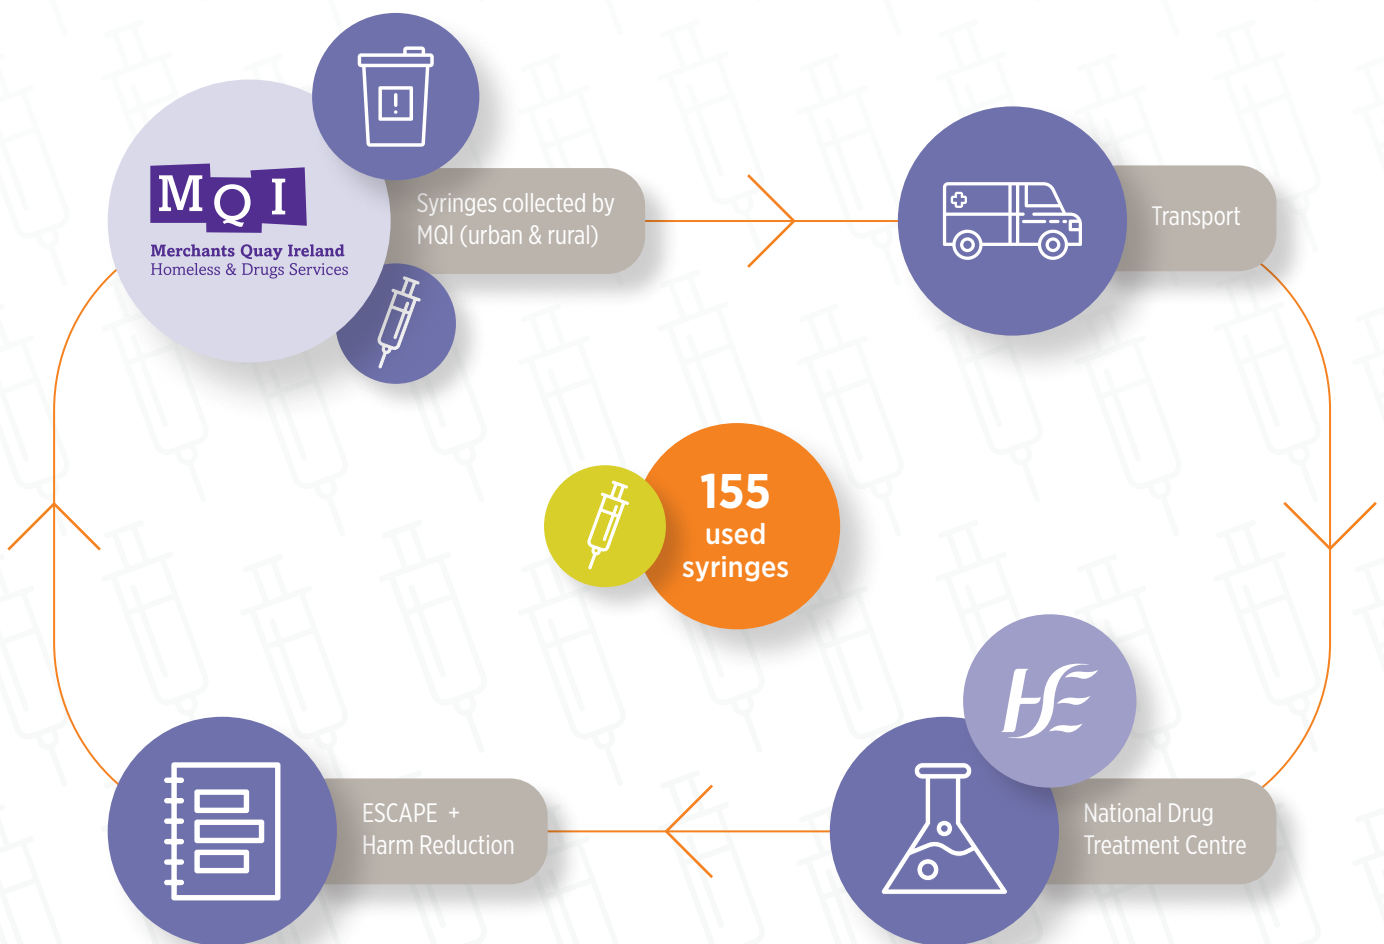 MQI
Merchants Quay Ireland
Homeless & Drugs Services
!
Syringes collected by
MQI (urban & rural)
Transport
155
used
syringes
HSE
National Drug
Treatment Centre
ESCAPE +
Harm Reduction